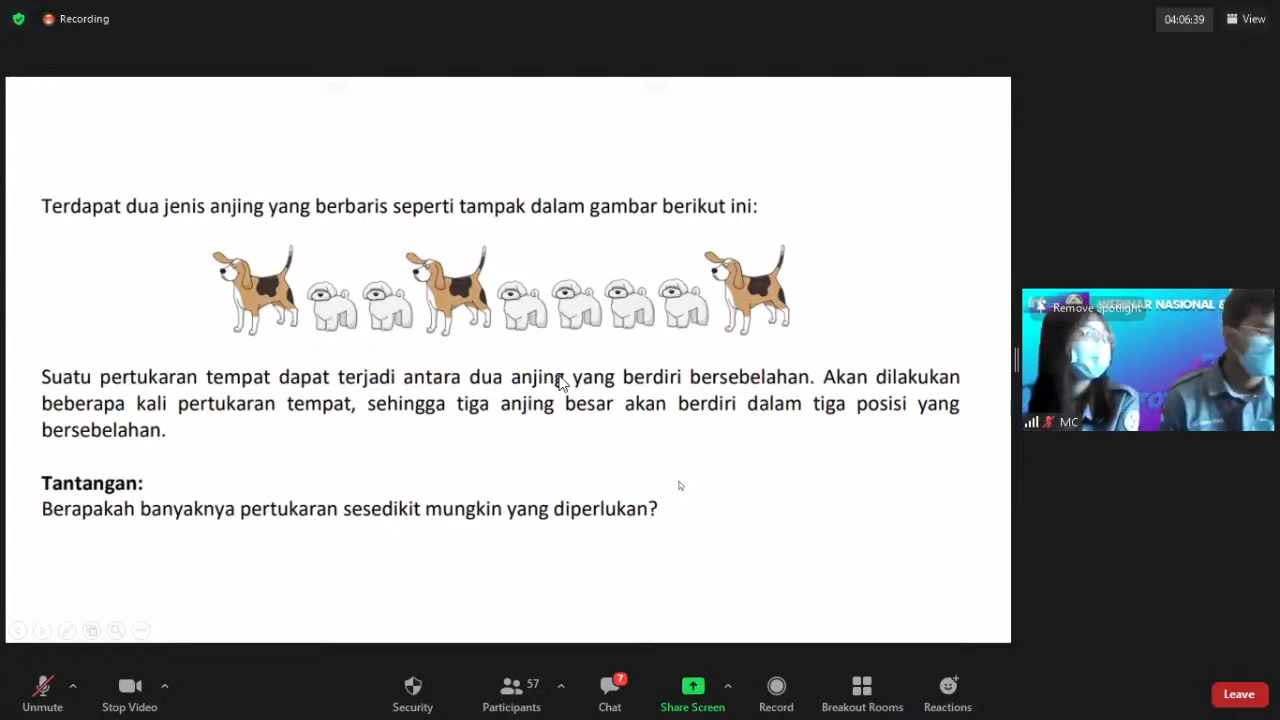 Recording
04:06:39
View
Terdapat dua jenis anjing yang berbaris seperti tampak dalam gambar berikut ini:
Suatu pertukaran tempat dapat terjadi antara dua anjing yang berdiri bersebelahan. Akan dilakukan
beberapa kali pertukaran tempat, sehingga tiga anjing besar akan berdiri dalam tiga posisi yang
bersebelahan.
Tantangan:
Berapakah banyaknya pertukaran sesedikit mungkin yang diperlukan?
WEBINAR NASIONAL &
Remove Spotlight
MC
Unmute
Stop Video
Security
57
Participants
7
Chat
Share Screen
Record
Breakout Rooms
Reactions
Leave